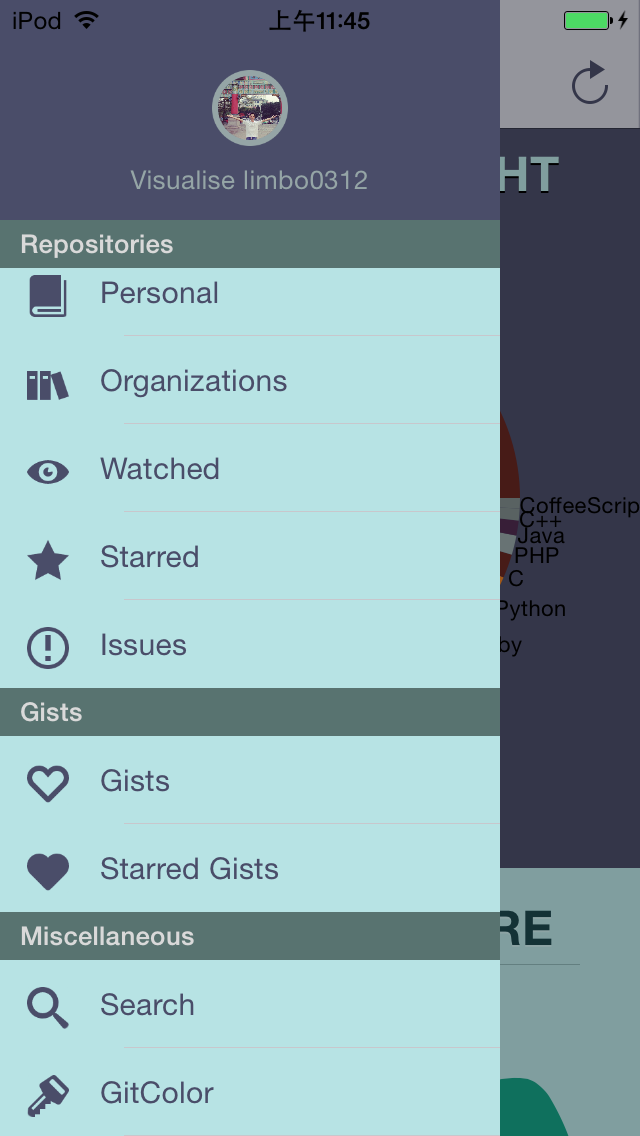 iPod 上午11:45
HT
Visualise limbo0312
Repositories
Personal
Organizations
Watched
Starred
CoffeeScrip
C++
Java
PHP
C
Python
by
Issues
Gists
Gists
Starred Gists
Miscellaneous
RE
Search
GitColor